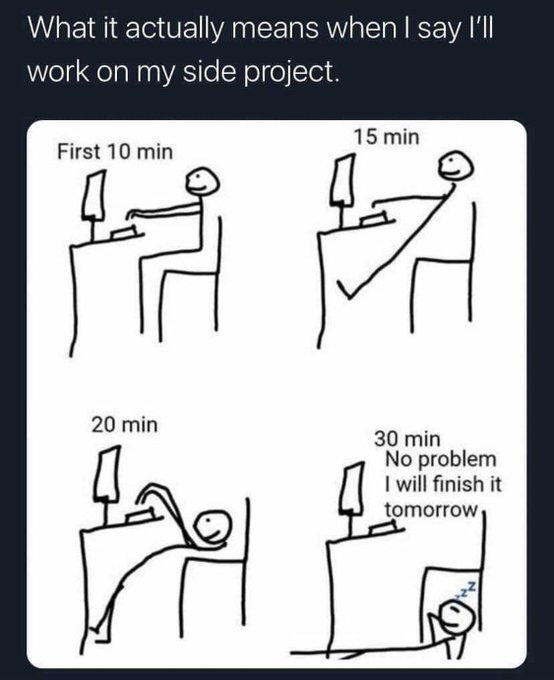 What it actually means when I say I'll
work on my side project.
First 10 min
15 min
20 min
30 min
No problem
I will finish it
tomorrow
zzZ